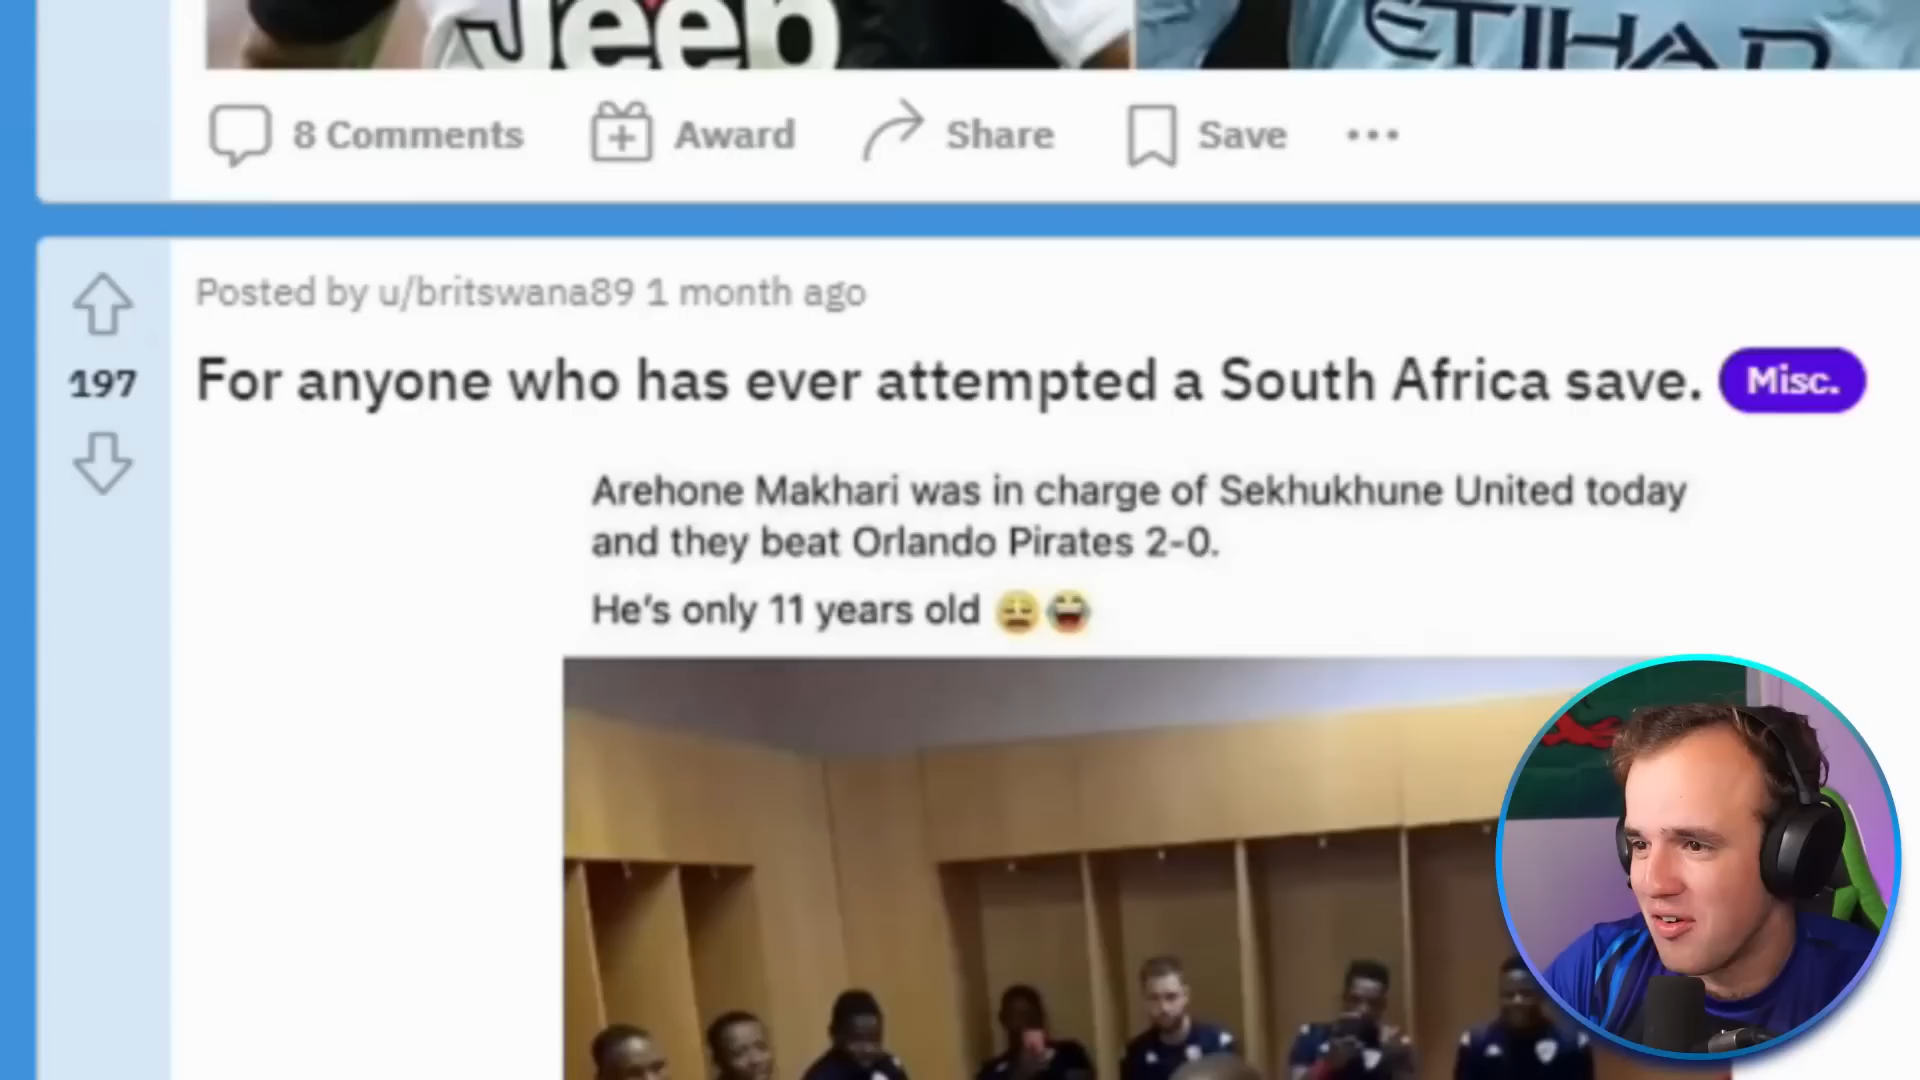 Jeep
ETIHAD
8 Comments
Award
Share
Save
Posted by u/britswana89 1 month ago
197
For anyone who has ever attempted a South Africa save.
Misc.
Arehone Makhari was in charge of Sekhukhune United today
and they beat Orlando Pirates 2-0.
He's only 11 years old 😩😂